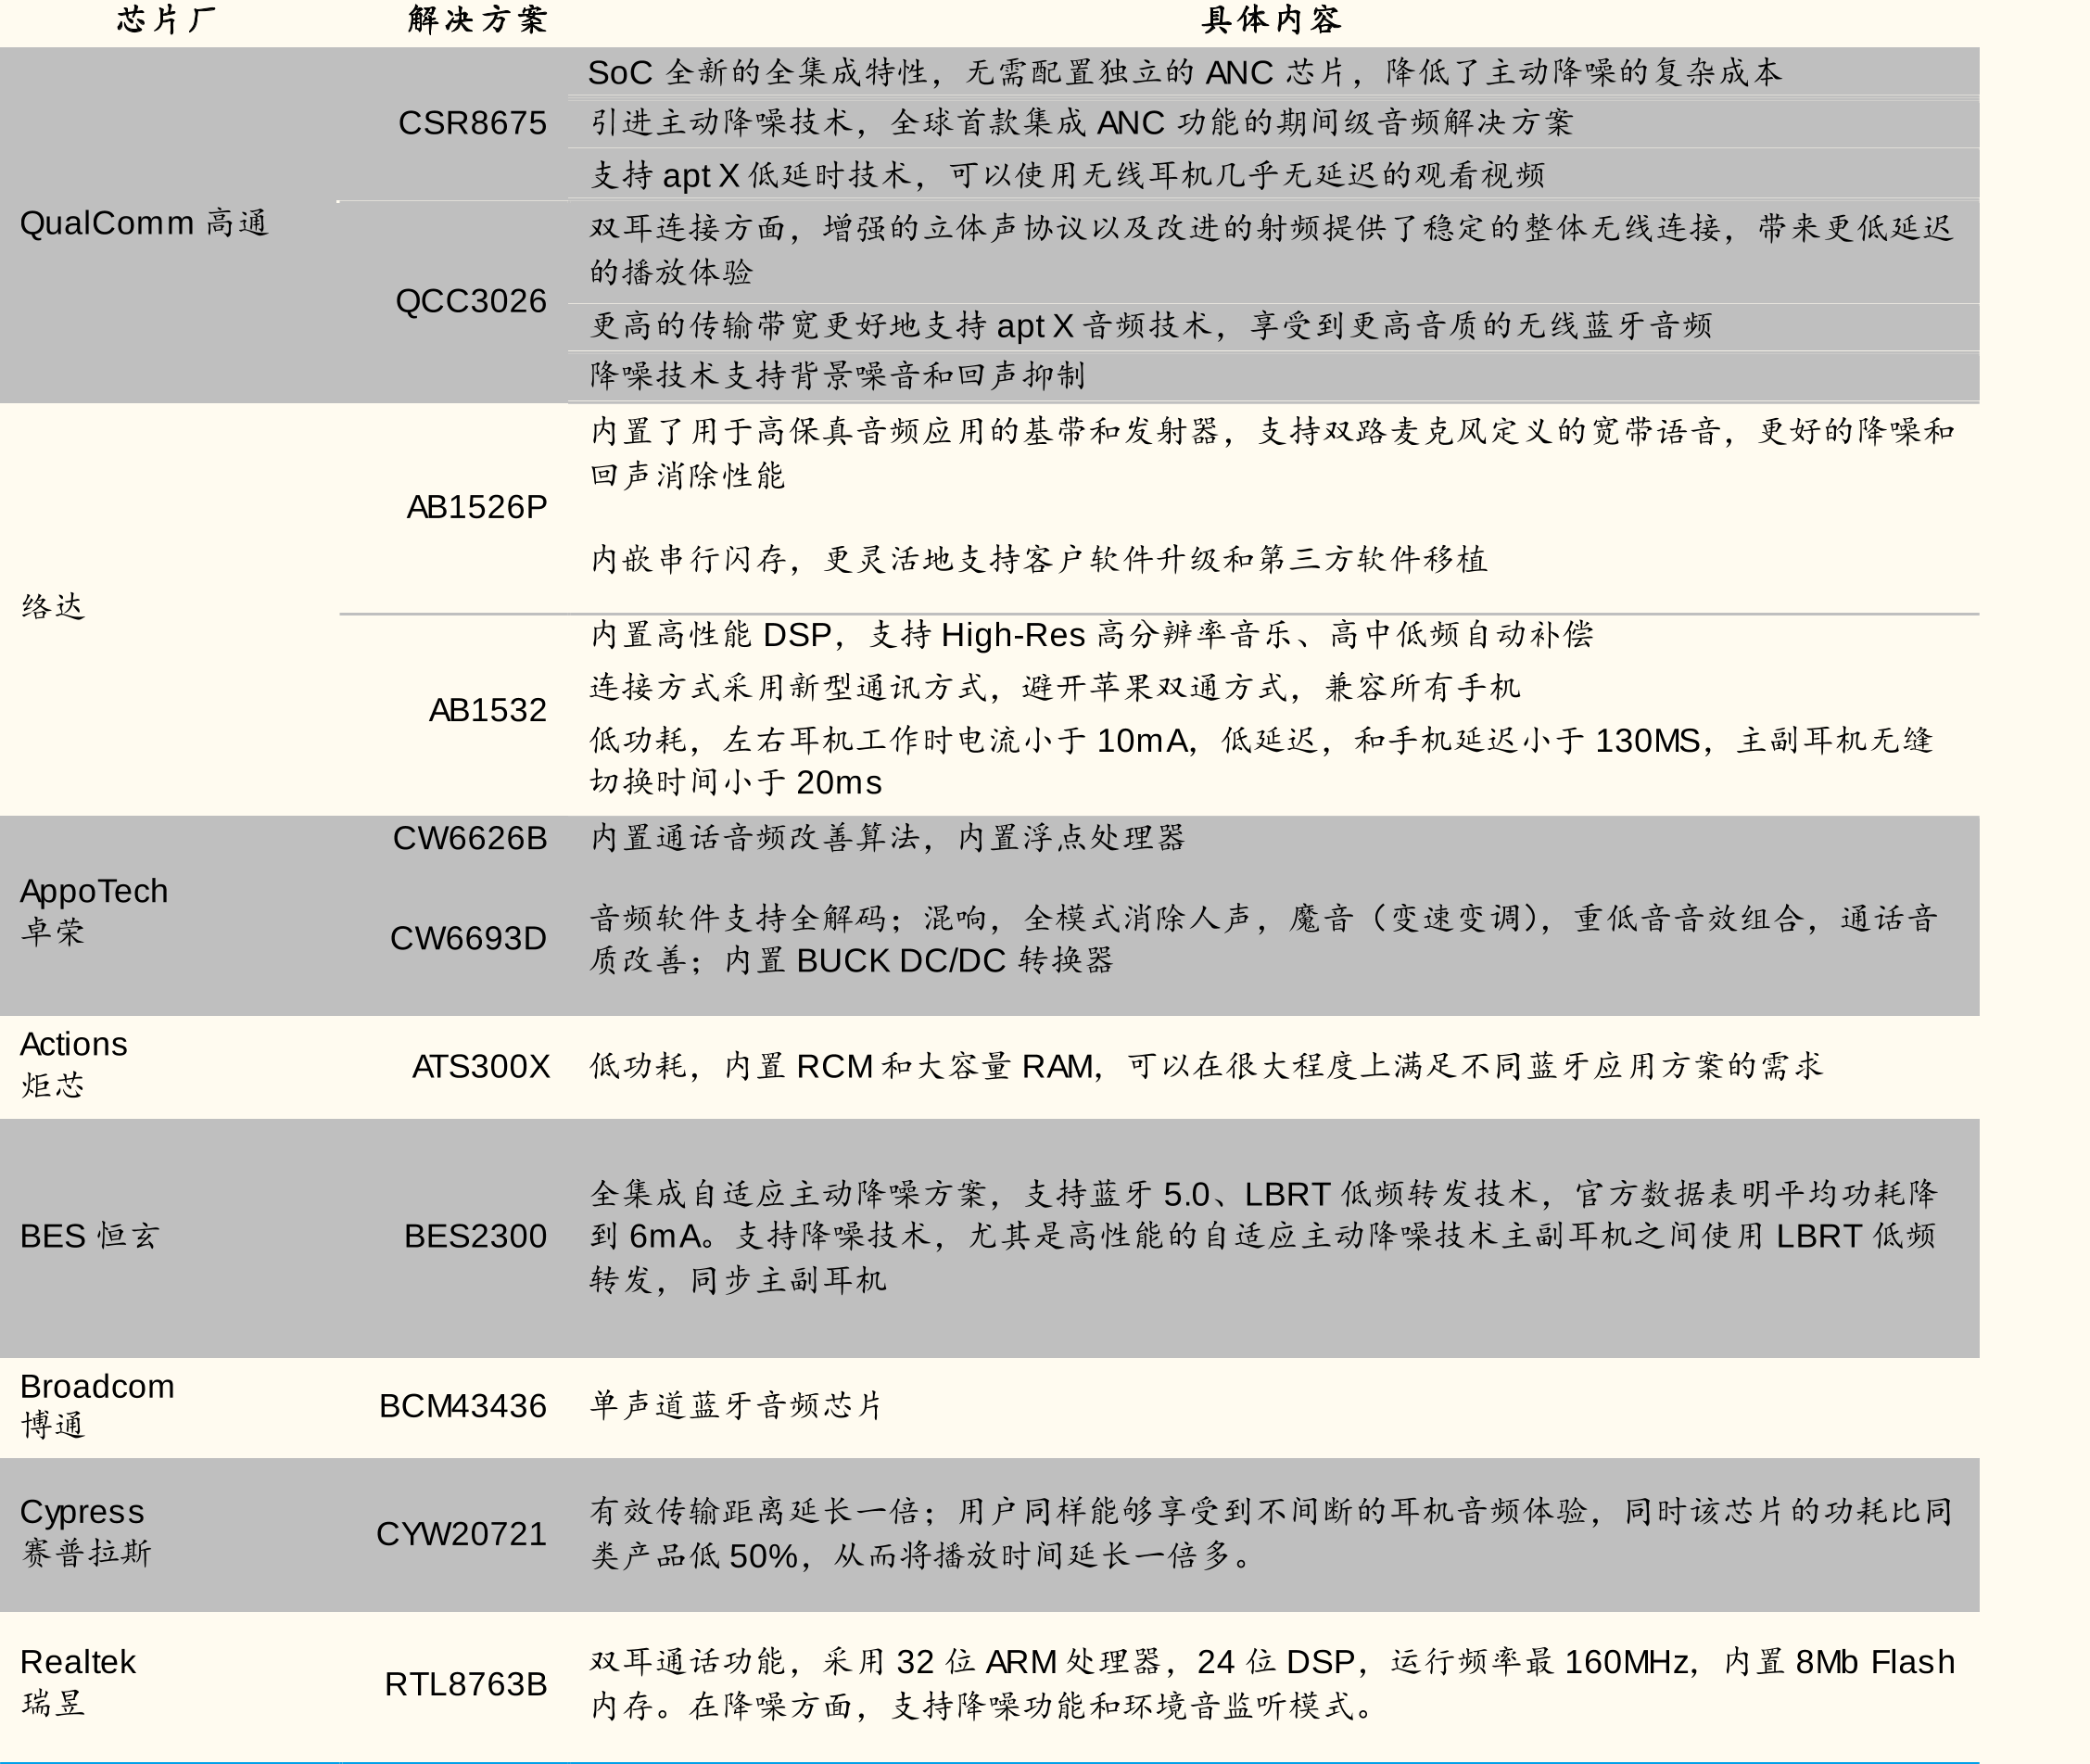 芯片厂 解决方案 具体内容
QualComm 高通
CSR8675
SoC 全新的全集成特性，无需配置独立的 ANC 芯片，降低了主动降噪的复杂成本
引进主动降噪技术，全球首款集成 ANC 功能的期间级音频解决方案
支持 apt X 低延时技术，可以使用无线耳机几乎无延迟的观看视频
QCC3026
双耳连接方面，增强的立体声协议以及改进的射频提供了稳定的整体无线连接，带来更低延迟
的播放体验
更高的传输带宽更好地支持 apt X 音频技术，享受到更高音质的无线蓝牙音频
降噪技术支持背景噪音和回声抑制
络达
AB1526P
内置了用于高保真音频应用的基带和发射器，支持双路麦克风定义的宽带语音，更好的降噪和
回声消除性能
内嵌串行闪存，更灵活地支持客户软件升级和第三方软件移植
AB1532
内置高性能 DSP，支持 High-Res 高分辨率音乐、高中低频自动补偿
连接方式采用新型通讯方式，避开苹果双通方式，兼容所有手机
低功耗，左右耳机工作时电流小于 10mA，低延迟，和手机延迟小于 130MS，主副耳机无缝
切换时间小于 20ms
AppoTech
卓荣
CW6626B
内置通话音频改善算法，内置浮点处理器
CW6693D
音频软件支持全解码；混响，全模式消除人声，魔音（变速变调），重低音音效组合，通话音
质改善；内置 BUCK DC/DC 转换器
Actions
炬芯
ATS300X
低功耗，内置 RCM 和大容量 RAM，可以在很大程度上满足不同蓝牙应用方案的需求
BES 恒玄
BES2300
全集成自适应主动降噪方案，支持蓝牙 5.0、LBRT 低频转发技术，官方数据表明平均功耗降
到 6mA。支持降噪技术，尤其是高性能的自适应主动降噪技术主副耳机之间使用 LBRT 低频
转发，同步主副耳机
Broadcom
博通
BCM43436
单声道蓝牙音频芯片
Cypress
赛普拉斯
CYW20721
有效传输距离延长一倍；用户同样能够享受到不间断的耳机音频体验，同时该芯片的功耗比同
类产品低 50%，从而将播放时间延长一倍多。
Realtek
瑞昱
RTL8763B
双耳通话功能，采用 32 位 ARM 处理器，24 位 DSP，运行频率最 160MHz，内置 8Mb Flash
内存。在降噪方面，支持降噪功能和环境音监听模式。